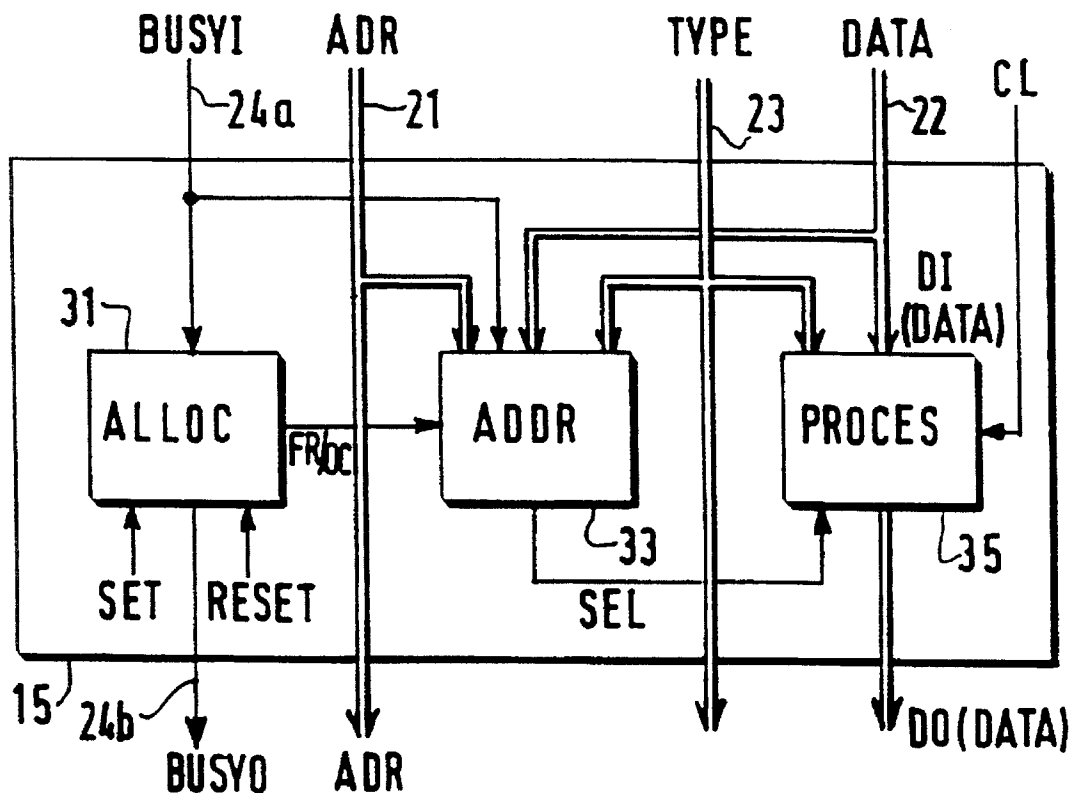 BUSYI ADR TYPE DATA CL
24a 21 23 22
DI
(DATA)
31
ALLOC ADDR PROCES
FR/OC
33 35
SET RESET SEL
15 24b
BUSYO ADR DO(DATA)